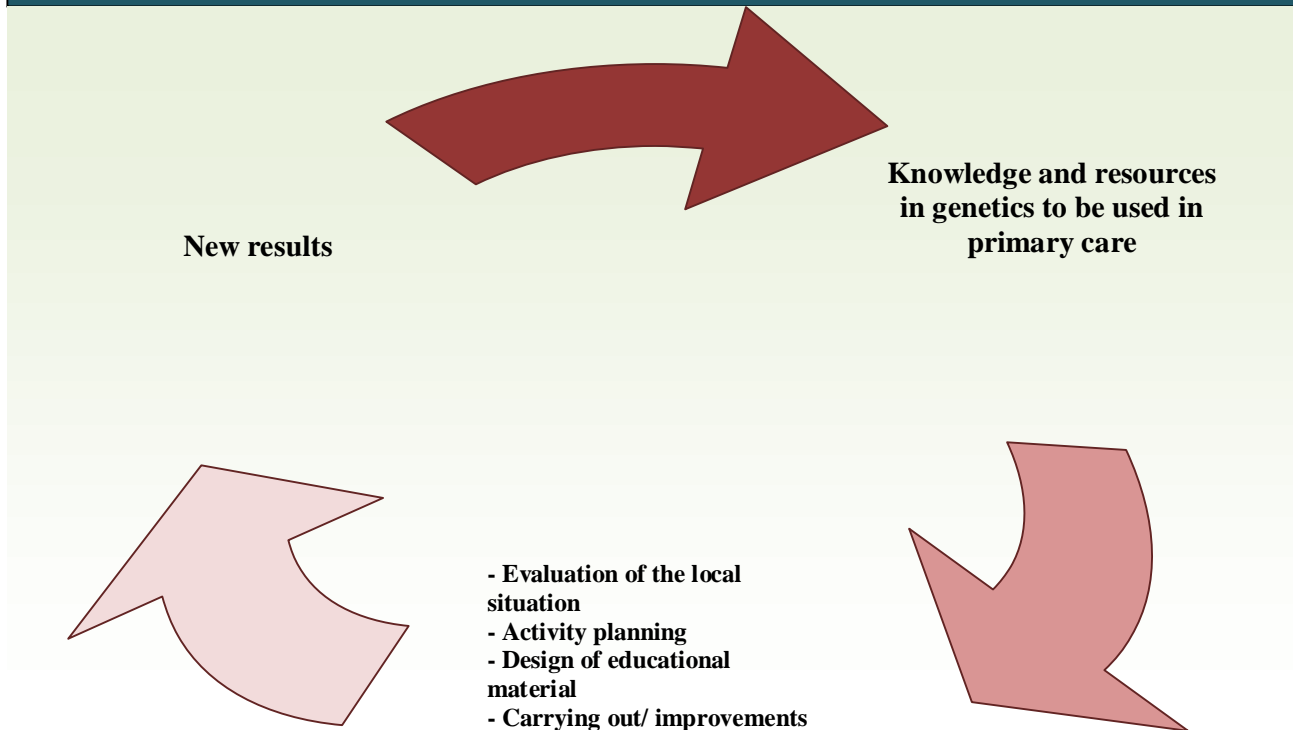 Knowledge and resources
in genetics to be used in
primary care
New results
- Evaluation of the local
situation
- Activity planning
- Design of educational
material
- Carrying out/ improvements